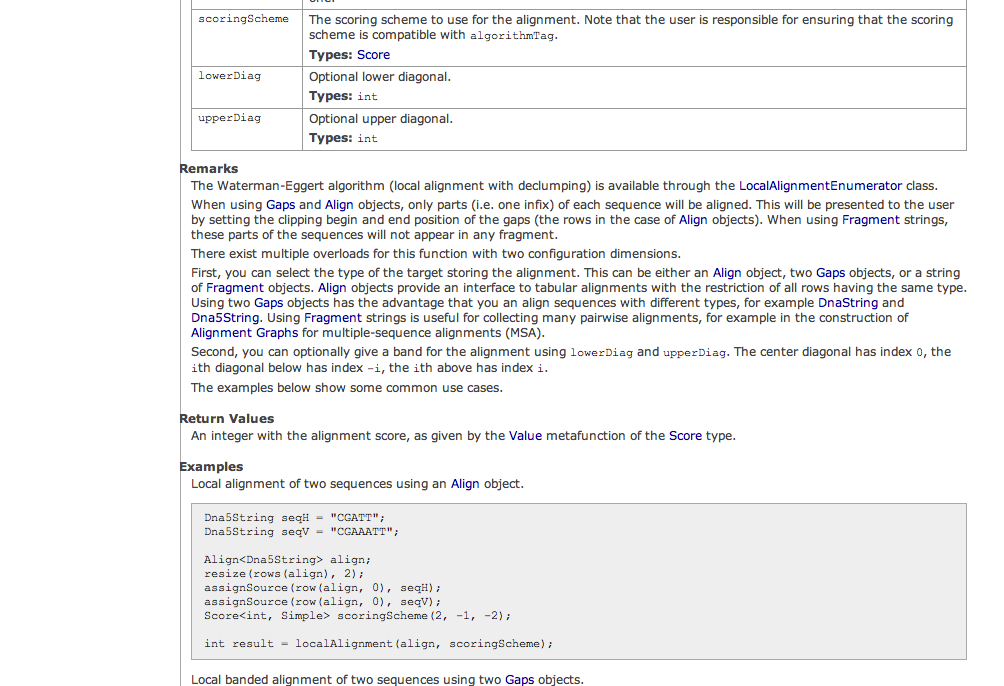 scoringScheme
The scoring scheme to use for the alignment. Note that the user is responsible for ensuring that the scoring
scheme is compatible with algorithmTag.
Types: Score
lowerDiag
Optional lower diagonal.
Types: int
upperDiag
Optional upper diagonal.
Types: int
Remarks
The Waterman-Eggert algorithm (local alignment with declumping) is available through the LocalAlignmentEnumerator class.
When using Gaps and Align objects, only parts (i.e. one infix) of each sequence will be aligned. This will be presented to the user
by setting the clipping begin and end position of the gaps (the rows in the case of Align objects). When using Fragment strings,
these parts of the sequences will not appear in any fragment.
There exist multiple overloads for this function with two configuration dimensions.
First, you can select the type of the target storing the alignment. This can be either an Align object, two Gaps objects, or a string
of Fragment objects. Align objects provide an interface to tabular alignments with the restriction of all rows having the same type.
Using two Gaps objects has the advantage that you an align sequences with different types, for example DnaString and
Dna5String. Using Fragment strings is useful for collecting many pairwise alignments, for example in the construction of
Alignment Graphs for multiple-sequence alignments (MSA).
Second, you can optionally give a band for the alignment using lowerDiag and upperDiag. The center diagonal has index 0, the
ith diagonal below has index -i, the ith above has index i.
The examples below show some common use cases.
Return Values
An integer with the alignment score, as given by the Value metafunction of the Score type.
Examples
Local alignment of two sequences using an Align object.
Dna5String seqH = "CGATT";
Dna5String seqV = "CGAAATT";
Align<Dna5String> align;
resize(rows(align), 2);
assignSource(row(align, 0), seqH);
assignSource(row(align, 0), seqV);
Score<int, Simple> scoringScheme(2, -1, -2);
int result = localAlignment(align, scoringScheme);
Local banded alignment of two sequences using two Gaps objects.